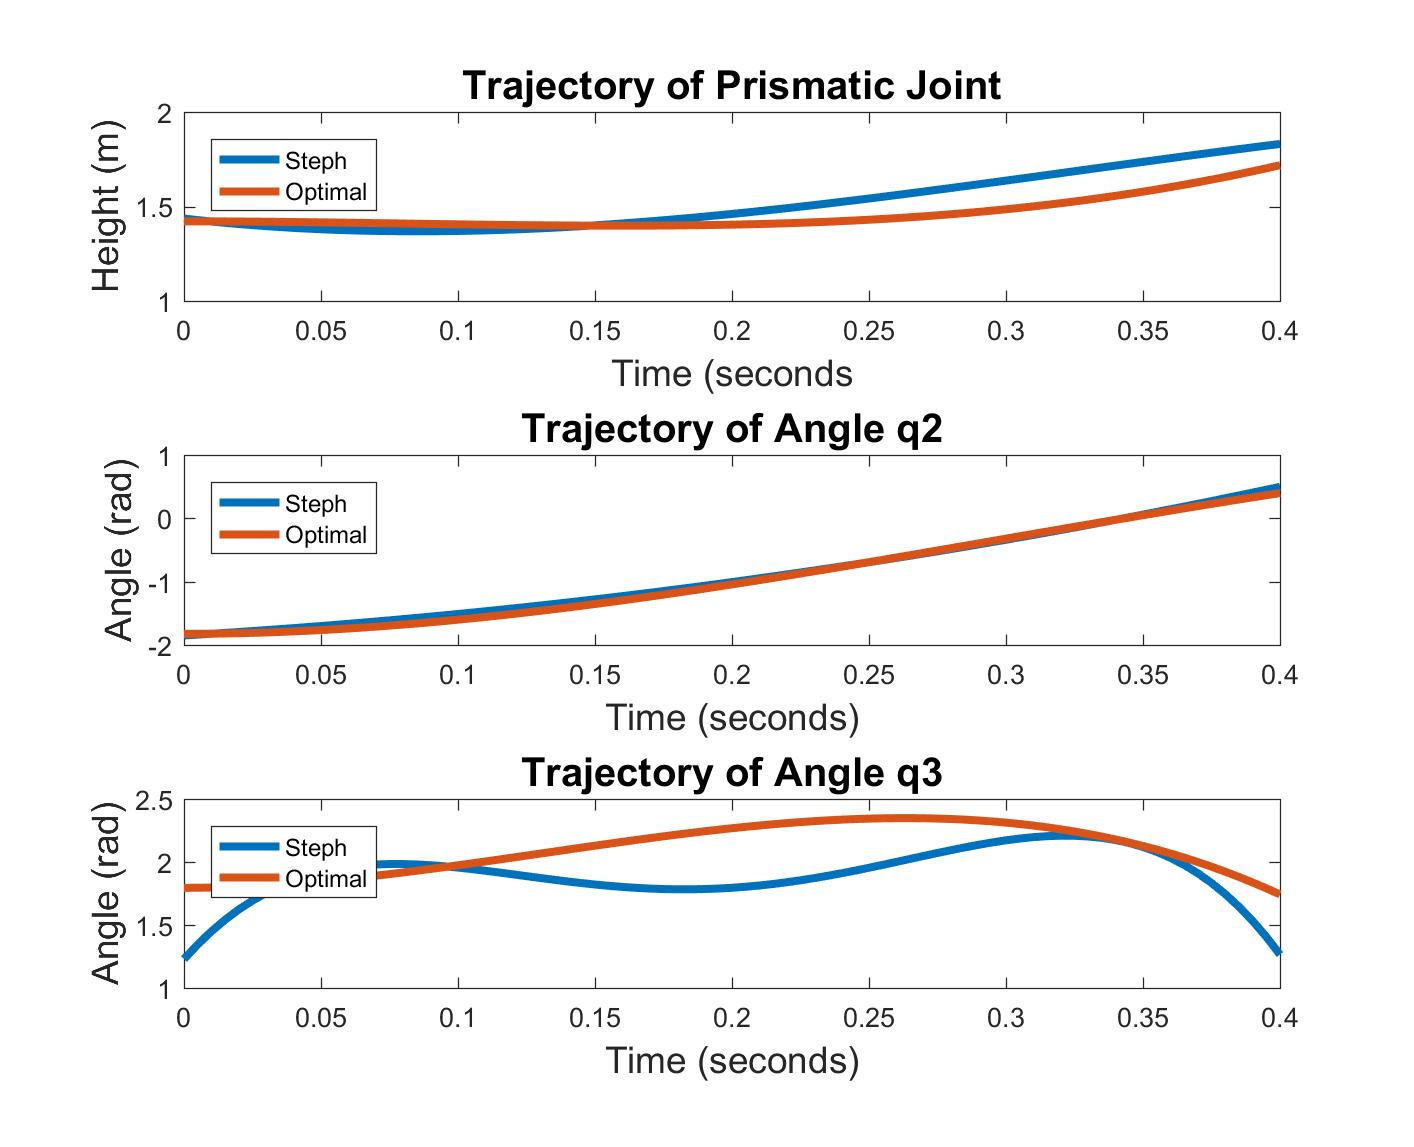 Trajectory of Prismatic Joint
Height (m)
2
1.5
1
Steph
Optimal
0 0.05 0.1 0.15 0.2 0.25 0.3 0.35 0.4
Time (seconds
Trajectory of Angle q2
Angle (rad)
1
0
-1
-2
Steph
Optimal
0 0.05 0.1 0.15 0.2 0.25 0.3 0.35 0.4
Time (seconds)
Trajectory of Angle q3
Angle (rad)
2.5
2
1.5
1
Steph
Optimal
0 0.05 0.1 0.15 0.2 0.25 0.3 0.35 0.4
Time (seconds)